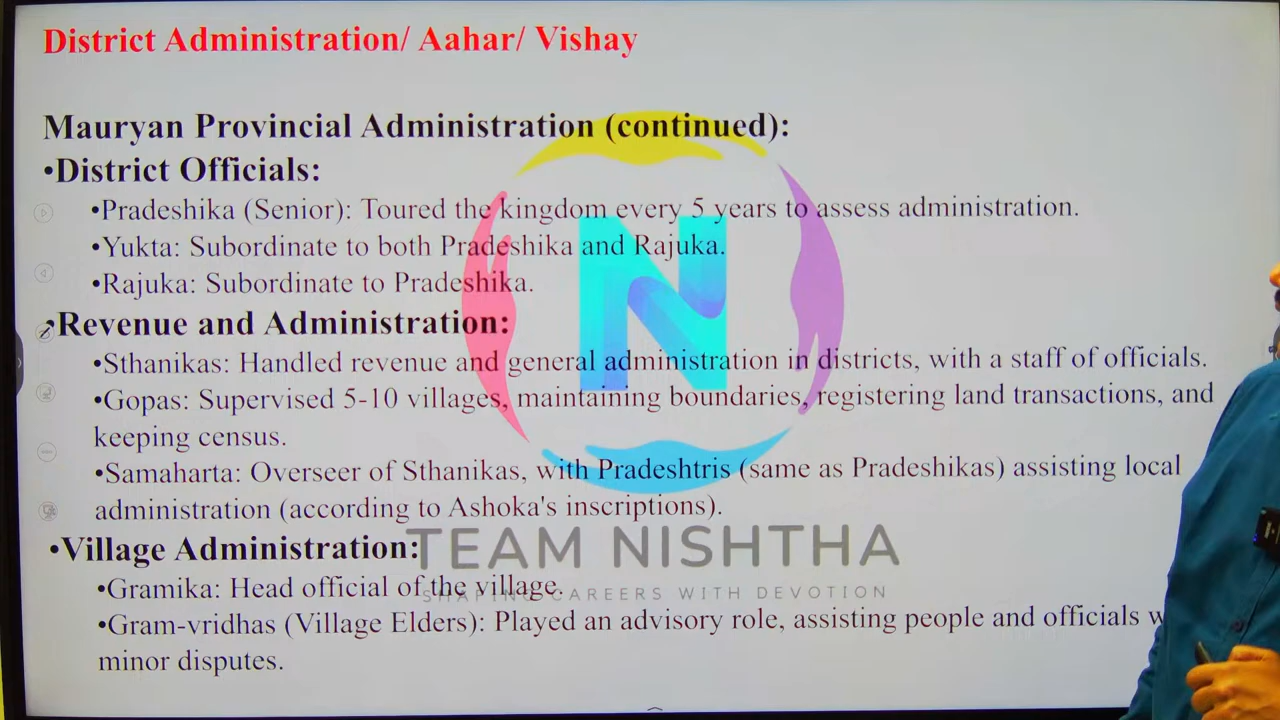 District Administration/ Aahar/ Vishay
Mauryan Provincial Administration (continued):
•District Officials:
•Pradeshika (Senior): Toured the kingdom every 5 years to assess administration.
•Yukta: Subordinate to both Pradeshika and Rajuka.
•Rajuka: Subordinate to Pradeshika.
Revenue and Administration:
•Sthanikas: Handled revenue and general administration in districts, with a staff of officials.
•Gopas: Supervised 5-10 villages, maintaining boundaries, registering land transactions, and
keeping census.
•Samaharta: Overseer of Sthanikas, with Pradeshtris (same as Pradeshikas) assisting local
administration (according to Ashoka's inscriptions).
•Village Administration:
TEAM NISHTHA
•Gramika: Head official of the village.
SHAPING CAREERS WITH DEVOTION
•Gram-vridhas (Village Elders): Played an advisory role, assisting people and officials
minor disputes.